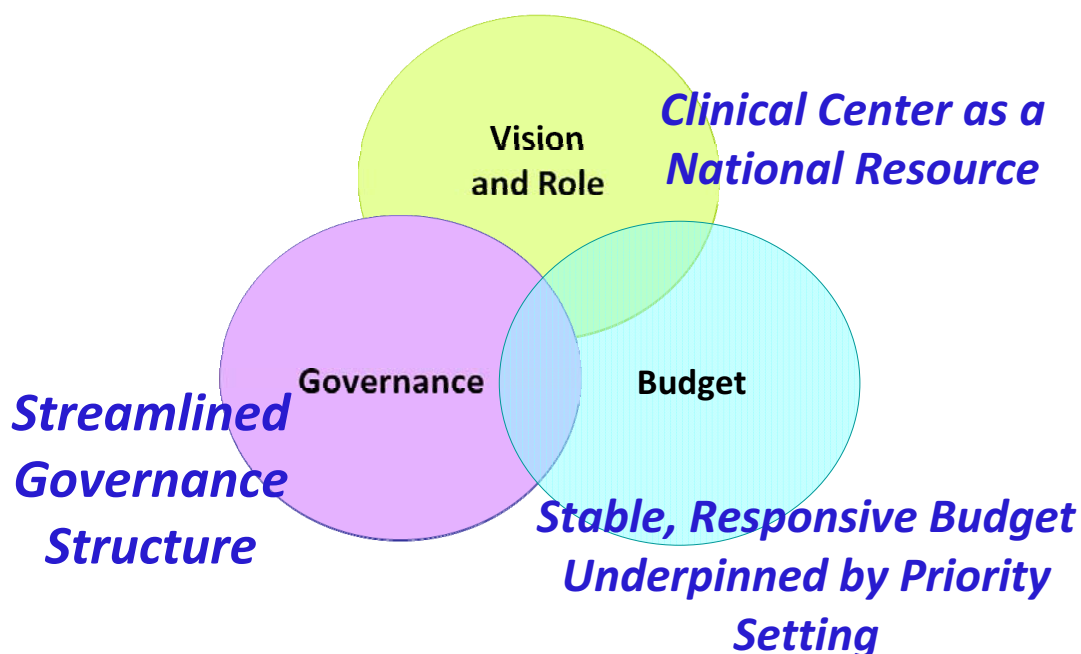 Vision
and Role
Clinical Center as a
National Resource
Governance
Budget
Streamlined
Governance
Structure
Stable, Responsive Budget
Underpinned by Priority
Setting